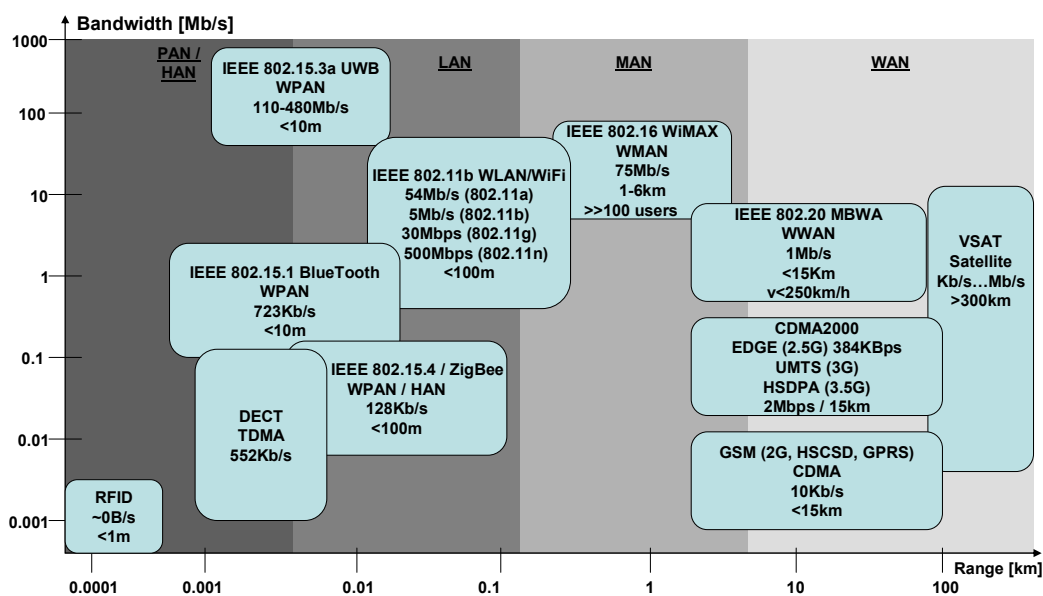 Bandwidth [Mb/s]
1000
100
10
1
0.1
0.01
0.001
PAN /
HAN
LAN
MAN
WAN
IEEE 802.15.3a UWB
WPAN
110-480Mb/s
<10m
IEEE 802.11b WLAN/WiFi
54Mb/s (802.11a)
5Mb/s (802.11b)
30Mbps (802.11g)
500Mbps (802.11n)
<100m
IEEE 802.16 WiMAX
WMAN
75Mb/s
1-6km
>>100 users
IEEE 802.20 MBWA
WWAN
1Mb/s
<15Km
v<250km/h
VSAT
Satellite
Kb/s…Mb/s
>300km
IEEE 802.15.1 BlueTooth
WPAN
723Kb/s
<10m
IEEE 802.15.4 / ZigBee
WPAN / HAN
128Kb/s
<100m
DECT
TDMA
552Kb/s
CDMA2000
EDGE (2.5G) 384KBps
UMTS (3G)
HSDPA (3.5G)
2Mbps / 15km
GSM (2G, HSCSD, GPRS)
CDMA
10Kb/s
<15km
RFID
~0B/s
<1m
0.0001
0.001
0.01
0.1
1
10
100
Range [km]